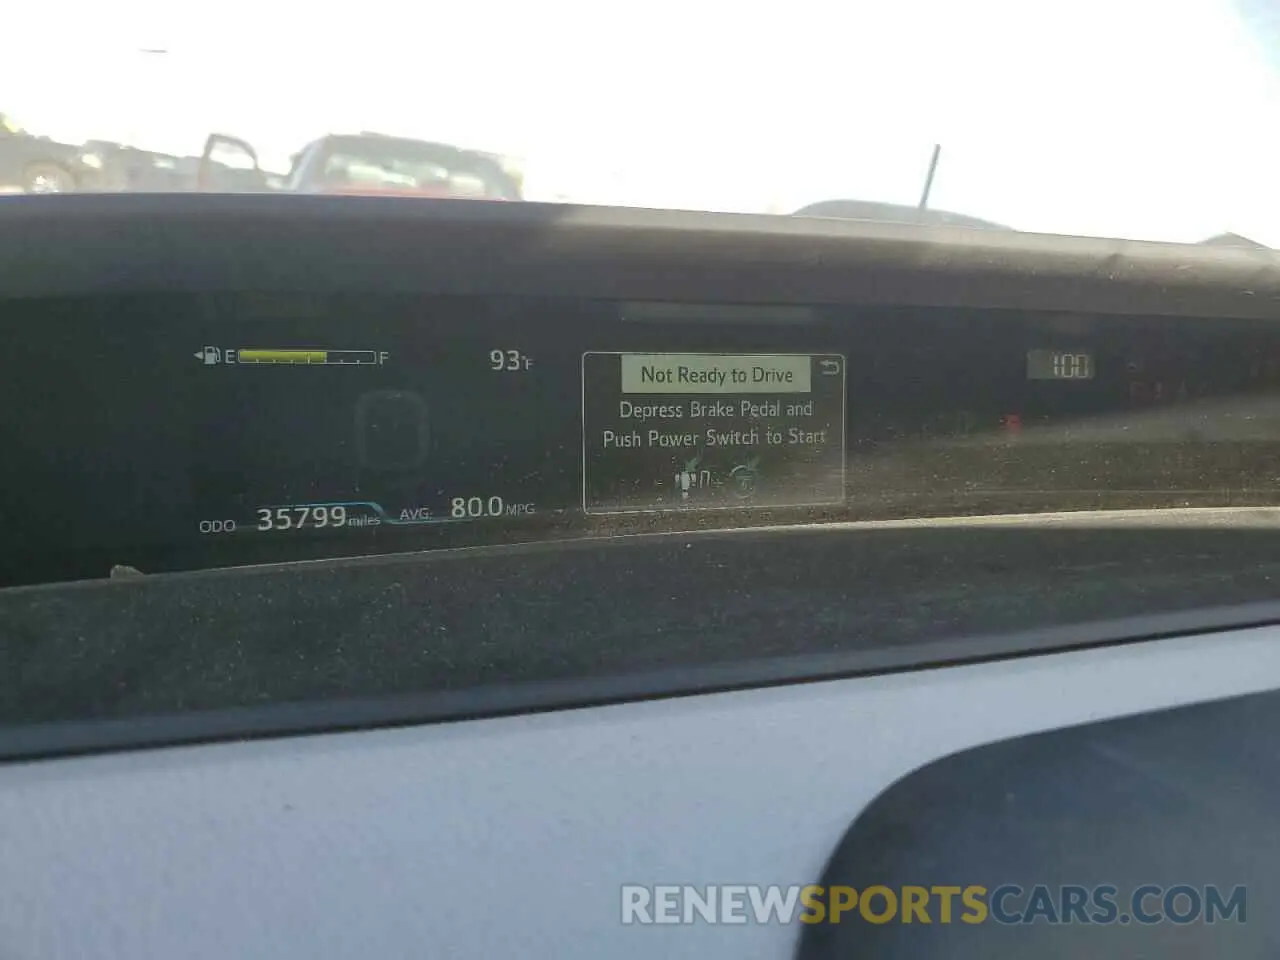 E F 93°F
Not Ready to Drive
Depress Brake Pedal and
Push Power Switch to Start
100
ODO 35799 miles AVG. 80.0 MPG
RENEWSPORTSCARS.COM